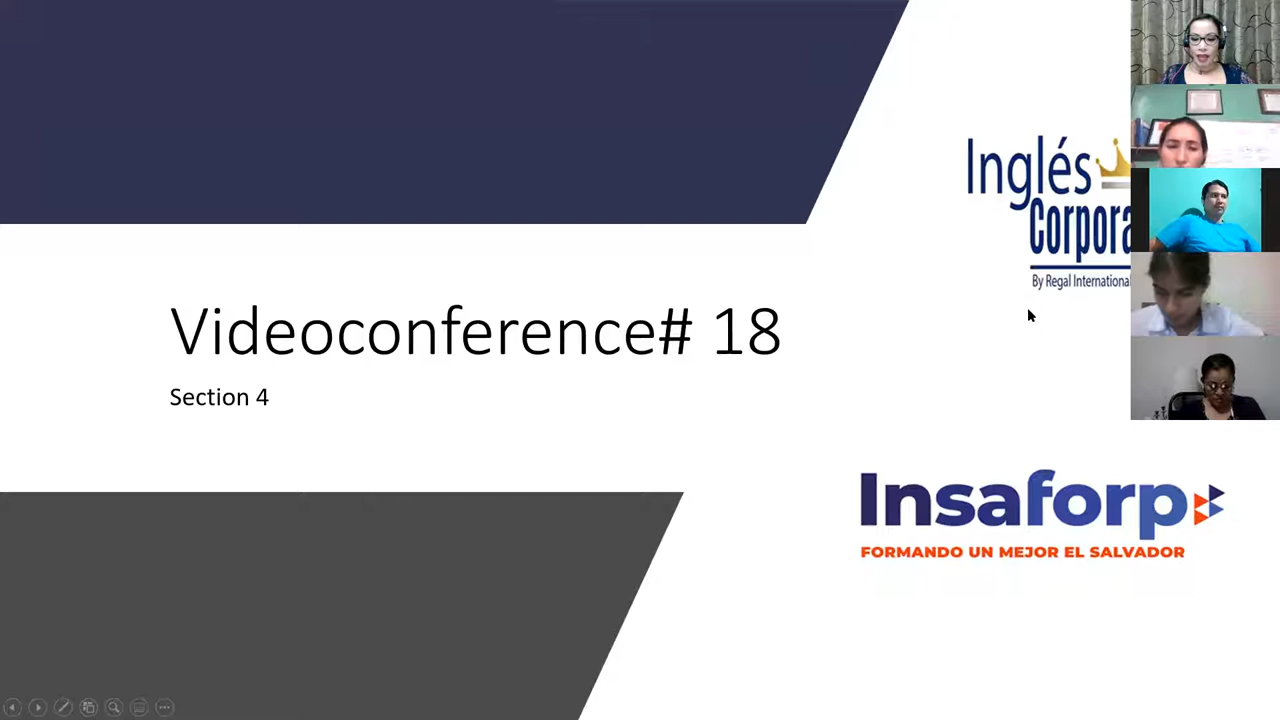 Inglés
Corpora
By Regal International
Videoconference# 18
Section 4
Insaforp
FORMANDO UN MEJOR EL SALVADOR